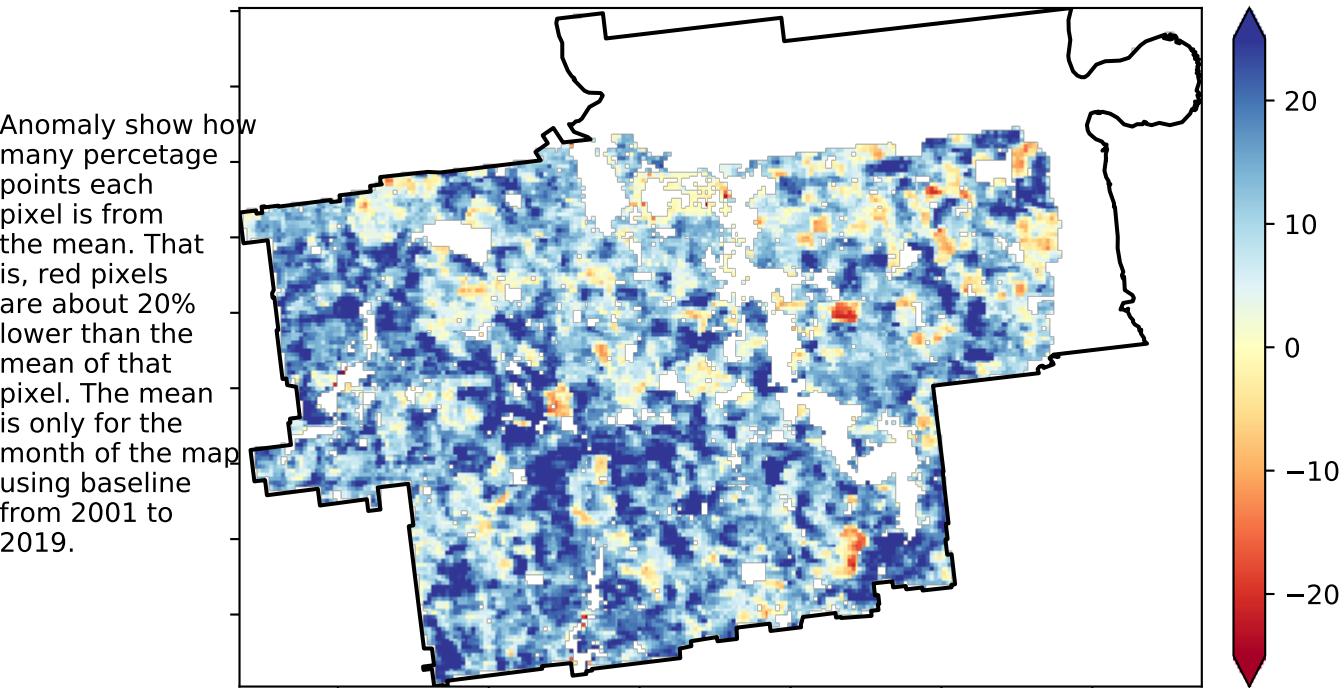 Anomaly show how
many percetage
points each
pixel is from
the mean. That
is, red pixels
are about 20%
lower than the
mean of that
pixel. The mean
is only for the
month of the map
using baseline
from 2001 to
2019.
20
10
0
−10
−20